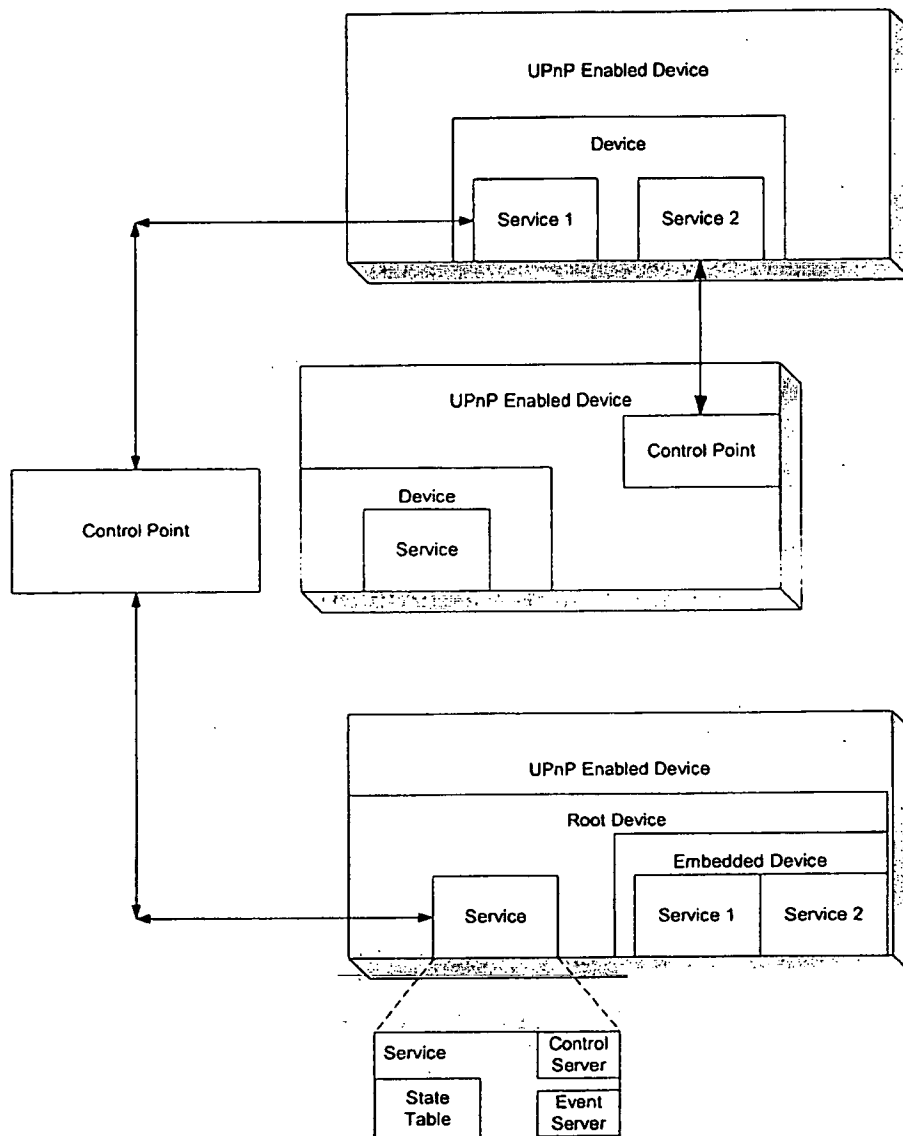 UPnP Enabled Device
Device
Service 1
Service 2
UPnP Enabled Device
Control Point
Device
Service
Control Point
UPnP Enabled Device
Root Device
Embedded Device
Service
Service 1
Service 2
Service
Control
Server
State
Table
Event
Server